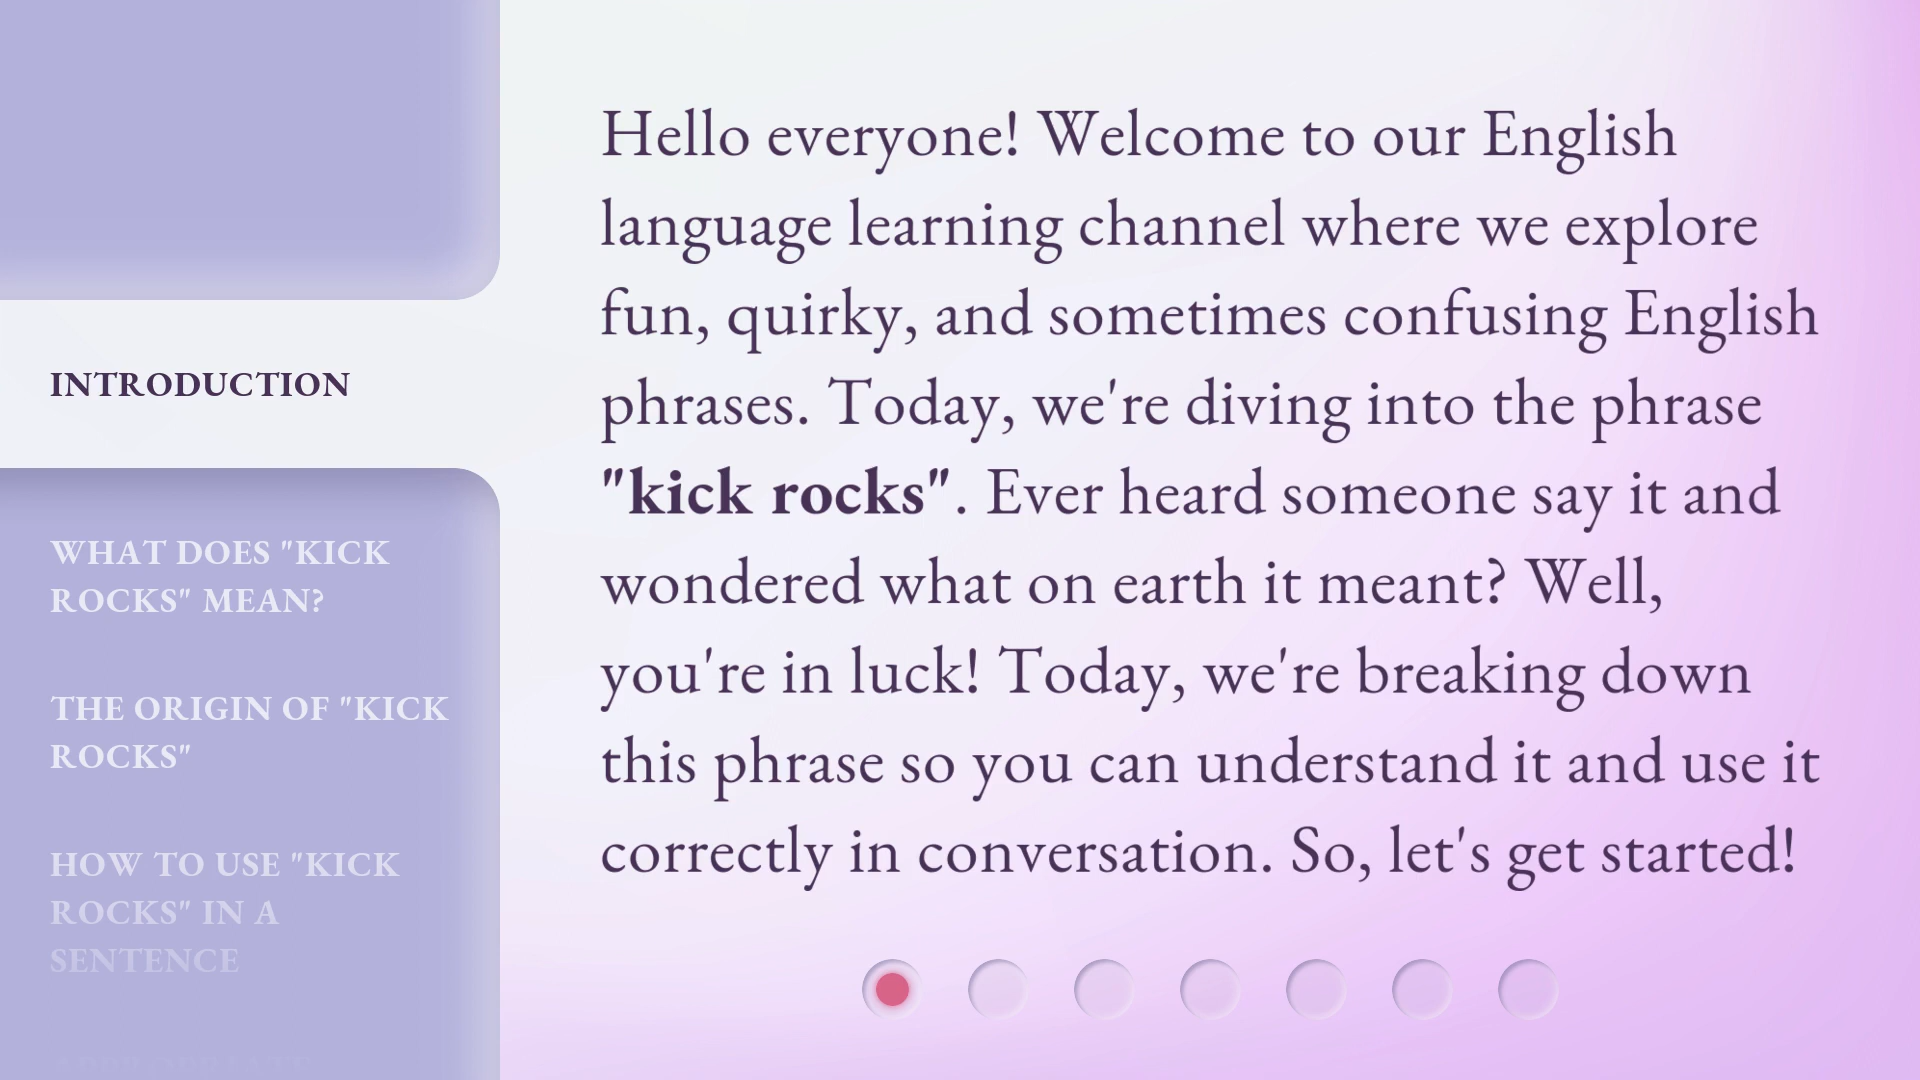 INTRODUCTION
WHAT DOES "KICK
ROCKS" MEAN?
THE ORIGIN OF "KICK
ROCKS"
HOW TO USE "KICK
ROCKS" IN A
SENTENCE
Hello everyone! Welcome to our English
language learning channel where we explore
fun, quirky, and sometimes confusing English
phrases. Today, we're diving into the phrase
"kick rocks". Ever heard someone say it and
wondered what on earth it meant? Well,
you're in luck! Today, we're breaking down
this phrase so you can understand it and use it
correctly in conversation. So, let's get started!